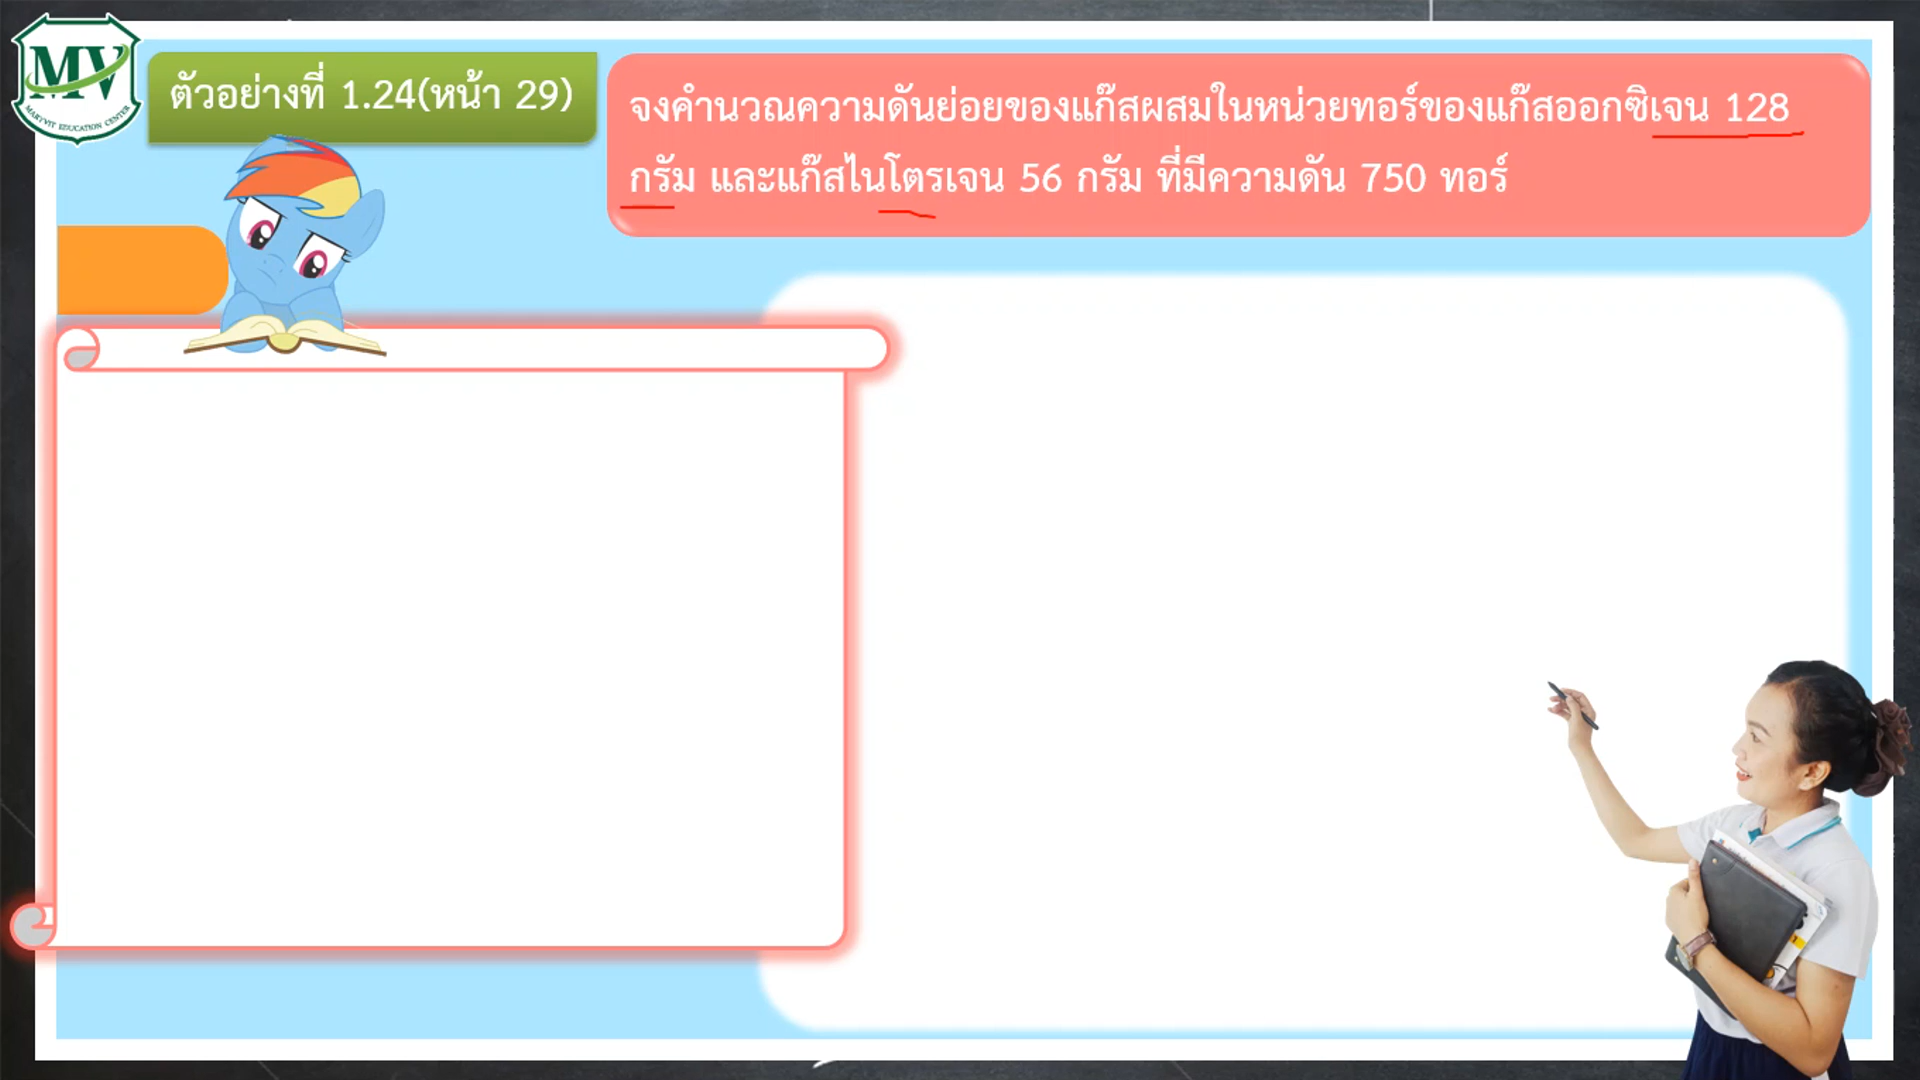 MV
MARYVIT EDUCATION CENTER
ตัวอย่างที่ 1.24(หน้า 29)
จงคำนวณความดันย่อยของแก๊สผสมในหน่วยทอร์ของแก๊สออกซิเจน 128
กรัม และแก๊สไนโตรเจน 56 กรัม ที่มีความดัน 750 ทอร์